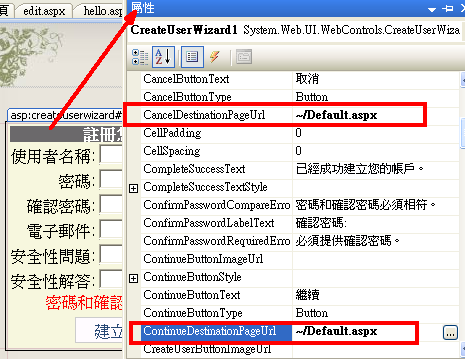 頁 edit.aspx hello.asp
屬性
CreateUserWizard1 System.Web.UI.WebControls.CreateUserWiza
CancelButtonText 取消
CancelButtonType Button
CancelDestinationPageUrl ~/Default.aspx
CellPadding 0
CellSpacing 0
CompleteSuccessText 已經成功建立您的帳戶。
CompleteSuccessTextStyle
ConfirmPasswordCompareErro 密碼和確認密碼必須相符。
ConfirmPasswordLabelText 確認密碼:
ConfirmPasswordRequiredErro 必須提供確認密碼。
ContinueButtonImageUrl
ContinueButtonStyle
ContinueButtonText 繼續
ContinueButtonType Button
ContinueDestinationPageUrl ~/Default.aspx
CreateUserButtonImageUrl
asp:createuserwizard#
註冊您
使用者名稱:
密碼:
確認密碼:
電子郵件:
安全性問題:
安全性解答:
密碼和確認
建立